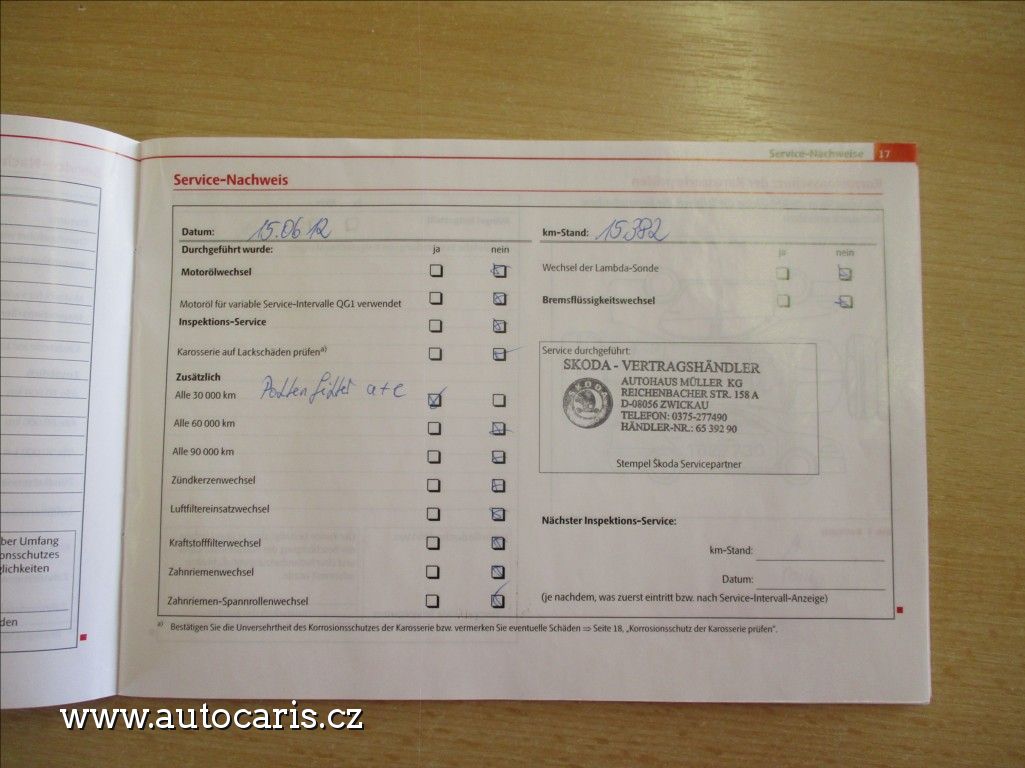 Service-Nachweise 17
Service-Nachweis
Datum: 15.06.12
km-Stand: 15.382
Durchgeführt wurde: ja nein
ja nein
Motorölwechsel
Wechsel der Lambda-Sonde
Motoröl für variable Service-Intervalle QG1 verwendet
Bremsflüssigkeitswechsel
Inspektions-Service
Karosserie auf Lackschäden prüfenᵃ⁾
Zusätzlich
Alle 30 000 km
Alle 60 000 km
Alle 90 000 km
Zündkerzenwechsel
Luftfiltereinsatzwechsel
Kraftstofffilterwechsel
Zahnriemenwechsel
Zahnriemen-Spannrollenwechsel
Service durchgeführt:
SKODA - VERTRAGSHÄNDLER
SKODA
AUTOHAUS MÜLLER KG
REICHENBACHER STR. 158 A
D-08056 ZWICKAU
TELEFON: 0375-277490
HÄNDLER-NR.: 65 392 90
Stempel Škoda Servicepartner
Nächster Inspektions-Service:
km-Stand:
Datum:
(je nachdem, was zuerst eintritt bzw. nach Service-Intervall-Anzeige)
a) Bestätigen Sie die Unversehrtheit des Korrosionsschutzes der Karosserie bzw. vermerken Sie eventuelle Schäden ⇒ Seite 18, „Korrosionsschutz der Karosserie prüfen".
ber Umfang
onsschutzes
glichkeiten
den
www.autocaris.cz